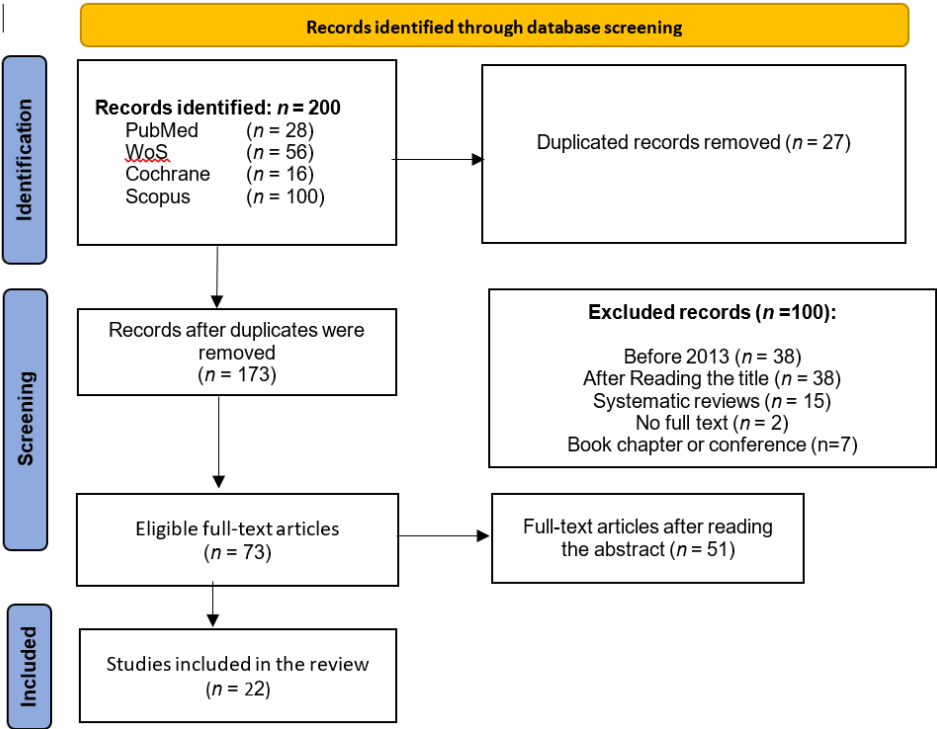 Records identified through database screening
Identification
Records identified: n = 200
PubMed (n = 28)
WoS (n = 56)
Cochrane (n = 16)
Scopus (n = 100)
Duplicated records removed (n = 27)
Screening
Records after duplicates were
removed
(n = 173)
Excluded records (n =100):
Before 2013 (n = 38)
After Reading the title (n = 38)
Systematic reviews (n = 15)
No full text (n = 2)
Book chapter or conference (n=7)
Eligible full-text articles
(n = 73)
Full-text articles after reading
the abstract (n = 51)
Included
Studies included in the review
(n = 22)